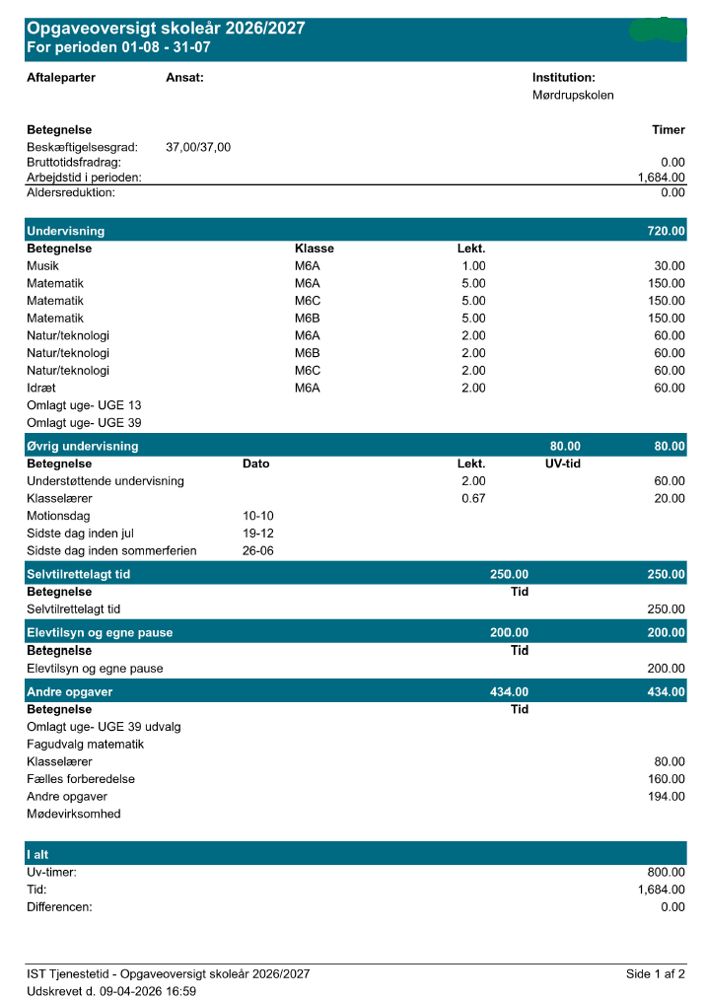 Opgaveoversigt skoleår 2026/2027
For perioden 01-08 - 31-07
Aftaleparter Ansat: Institution:
Mørdrupskolen
Betegnelse Timer
Beskæftigelsesgrad: 37,00/37,00
Bruttotidsfradrag: 0.00
Arbejdstid i perioden: 1,684.00
Aldersreduktion: 0.00
Undervisning 720.00
Betegnelse Klasse Lekt.
Musik M6A 1.00 30.00
Matematik M6A 5.00 150.00
Matematik M6C 5.00 150.00
Matematik M6B 5.00 150.00
Natur/teknologi M6A 2.00 60.00
Natur/teknologi M6B 2.00 60.00
Natur/teknologi M6C 2.00 60.00
Idræt M6A 2.00 60.00
Omlagt uge- UGE 13
Omlagt uge- UGE 39
Øvrig undervisning 80.00 80.00
Betegnelse Dato Lekt. UV-tid
Understøttende undervisning 2.00 60.00
Klasselærer 0.67 20.00
Motionsdag 10-10
Sidste dag inden jul 19-12
Sidste dag inden sommerferien 26-06
Selvtilrettelagt tid 250.00 250.00
Betegnelse Tid
Selvtilrettelagt tid 250.00
Elevtilsyn og egne pause 200.00 200.00
Betegnelse Tid
Elevtilsyn og egne pause 200.00
Andre opgaver 434.00 434.00
Betegnelse Tid
Omlagt uge- UGE 39 udvalg
Fagudvalg matematik
Klasselærer 80.00
Fælles forberedelse 160.00
Andre opgaver 194.00
Mødevirksomhed
I alt
Uv-timer: 800.00
Tid: 1,684.00
Differencen: 0.00
IST Tjenestetid - Opgaveoversigt skoleår 2026/2027 Side 1 af 2
Udskrevet d. 09-04-2026 16:59